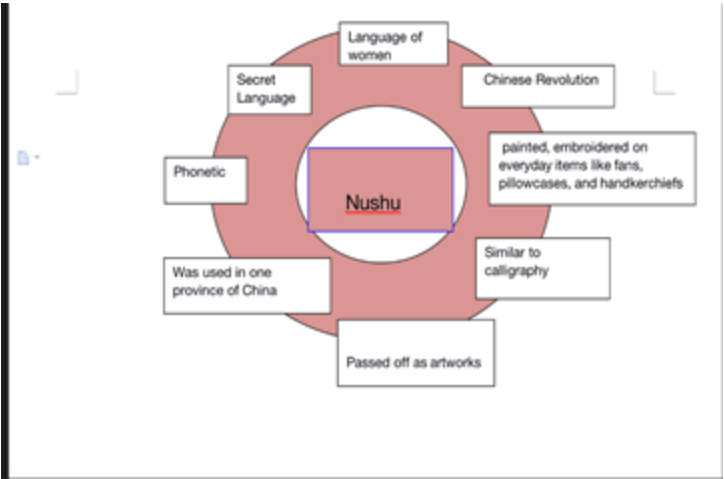 Language of
women
Secret
Language
Chinese Revolution
painted, embroidered on
everyday items like fans,
pillowcases, and handkerchiefs
Phonetic
Nushu
Similar to
calligraphy
Was used in one
province of China
Passed off as artworks